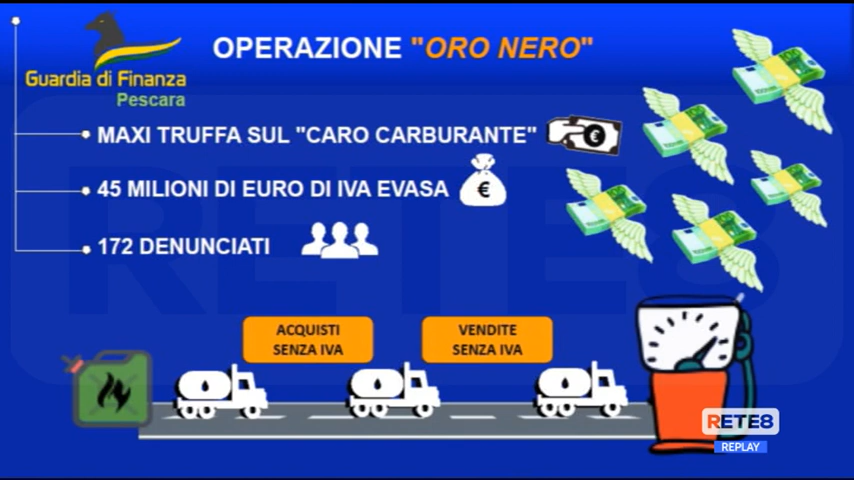 OPERAZIONE "ORO NERO"
Guardia di Finanza
Pescara
MAXI TRUFFA SUL "CARO CARBURANTE"
€
45 MILIONI DI EURO DI IVA EVASA
€
172 DENUNCIATI
ACQUISTI
SENZA IVA
VENDITE
SENZA IVA
RETE8
RETE8
REPLAY